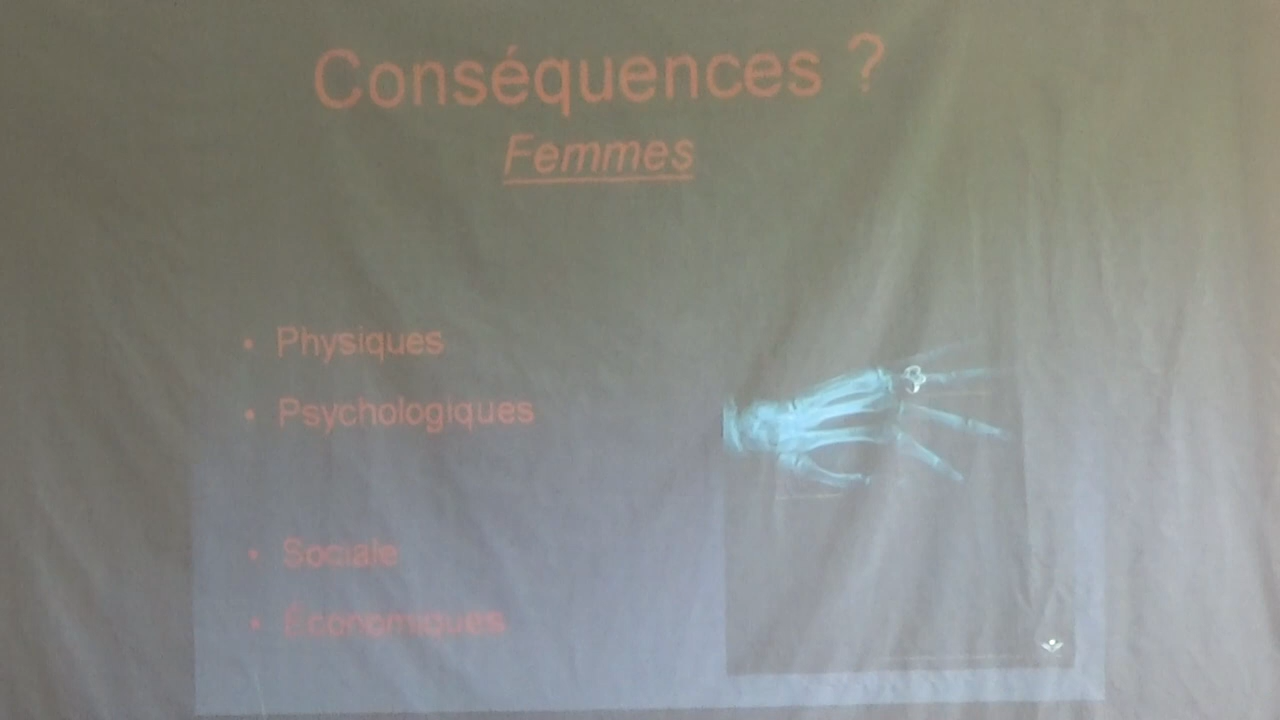 Conséquences ?
Femmes
• Physiques
• Psychologiques
• Sociale
• Économiques